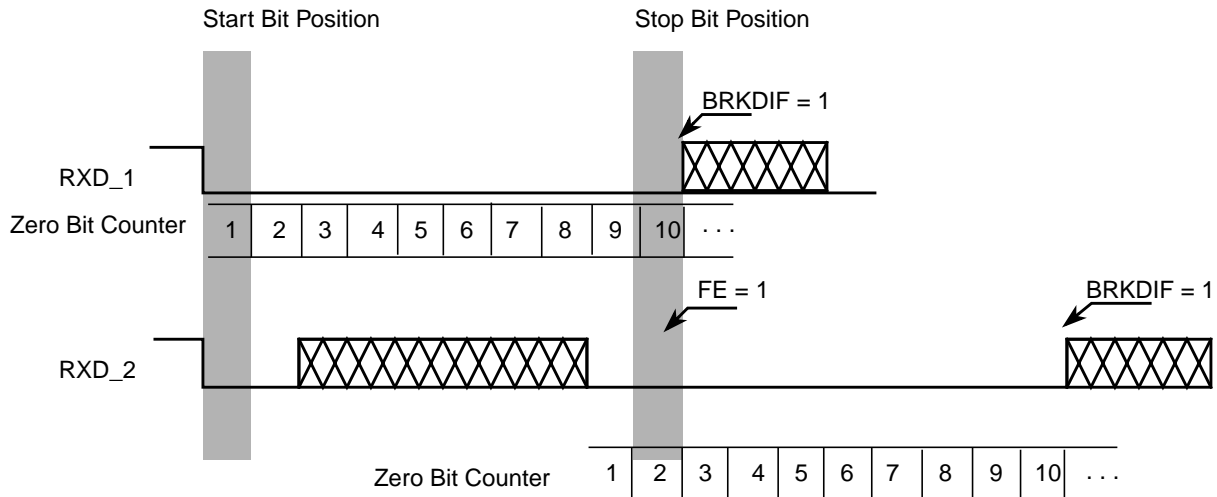 Start Bit Position Stop Bit Position
BRKDIF = 1
RXD_1
Zero Bit Counter 1 2 3 4 5 6 7 8 9 10 . . .
FE = 1 BRKDIF = 1
RXD_2
Zero Bit Counter 1 2 3 4 5 6 7 8 9 10 . . .